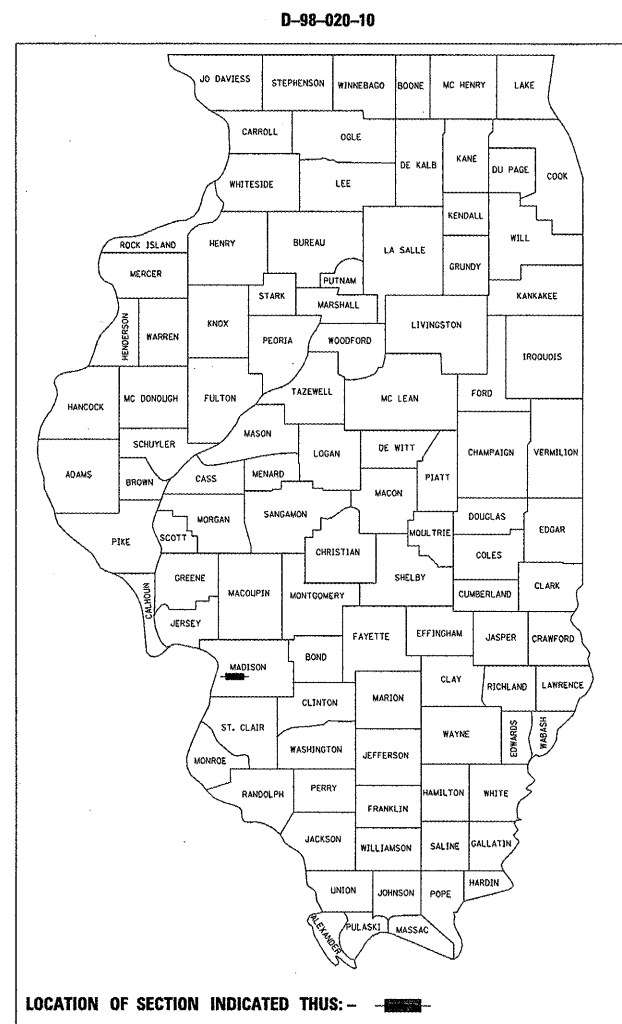 D-98-020-10
JO DAVIESS
STEPHENSON
WINNEBAGO
BOONE
MC HENRY
LAKE
CARROLL
OGLE
DE KALB
KANE
DU PAGE
COOK
WHITESIDE
LEE
KENDALL
WILL
ROCK ISLAND
HENRY
BUREAU
LA SALLE
GRUNDY
MERCER
PUTNAM
STARK
MARSHALL
KANKAKEE
HENDERSON
WARREN
KNOX
PEORIA
WOODFORD
LIVINGSTON
IROQUOIS
HANCOCK
MC DONOUGH
FULTON
TAZEWELL
MC LEAN
FORD
MASON
SCHUYLER
LOGAN
DE WITT
CHAMPAIGN
VERMILION
ADAMS
BROWN
CASS
MENARD
MACON
PIATT
PIKE
SCOTT
MORGAN
SANGAMON
CHRISTIAN
MOULTRIE
DOUGLAS
EDGAR
COLES
CALHOUN
GREENE
MACOUPIN
MONTGOMERY
SHELBY
CUMBERLAND
CLARK
JERSEY
FAYETTE
EFFINGHAM
JASPER
CRAWFORD
MADISON
BOND
CLAY
RICHLAND
LAWRENCE
CLINTON
MARION
ST. CLAIR
WAYNE
EDWARDS
WABASH
WASHINGTON
JEFFERSON
MONROE
RANDOLPH
PERRY
HAMILTON
WHITE
FRANKLIN
JACKSON
WILLIAMSON
SALINE
GALLATIN
UNION
JOHNSON
POPE
HARDIN
ALEXANDER
PULASKI
MASSAC
LOCATION OF SECTION INDICATED THUS: -